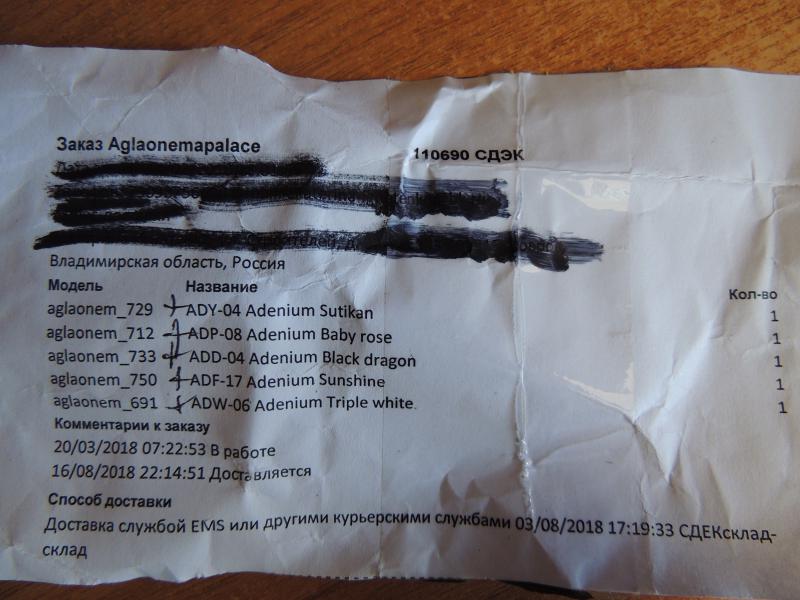 Заказ Aglaonemapalace 110690 СДЭК
Владимирская область, Россия
Модель Название Кол-во
aglaonem_729 ADY-04 Adenium Sutikan 1
aglaonem_712 ADP-08 Adenium Baby rose 1
aglaonem_733 ADD-04 Adenium Black dragon 1
aglaonem_750 ADF-17 Adenium Sunshine 1
aglaonem_691 ADW-06 Adenium Triple white 1
Комментарии к заказу
20/03/2018 07:22:53 В работе
16/08/2018 22:14:51 Доставляется
Способ доставки
Доставка службой EMS или другими курьерскими службами 03/08/2018 17:19:33 СДЕКсклад-
склад